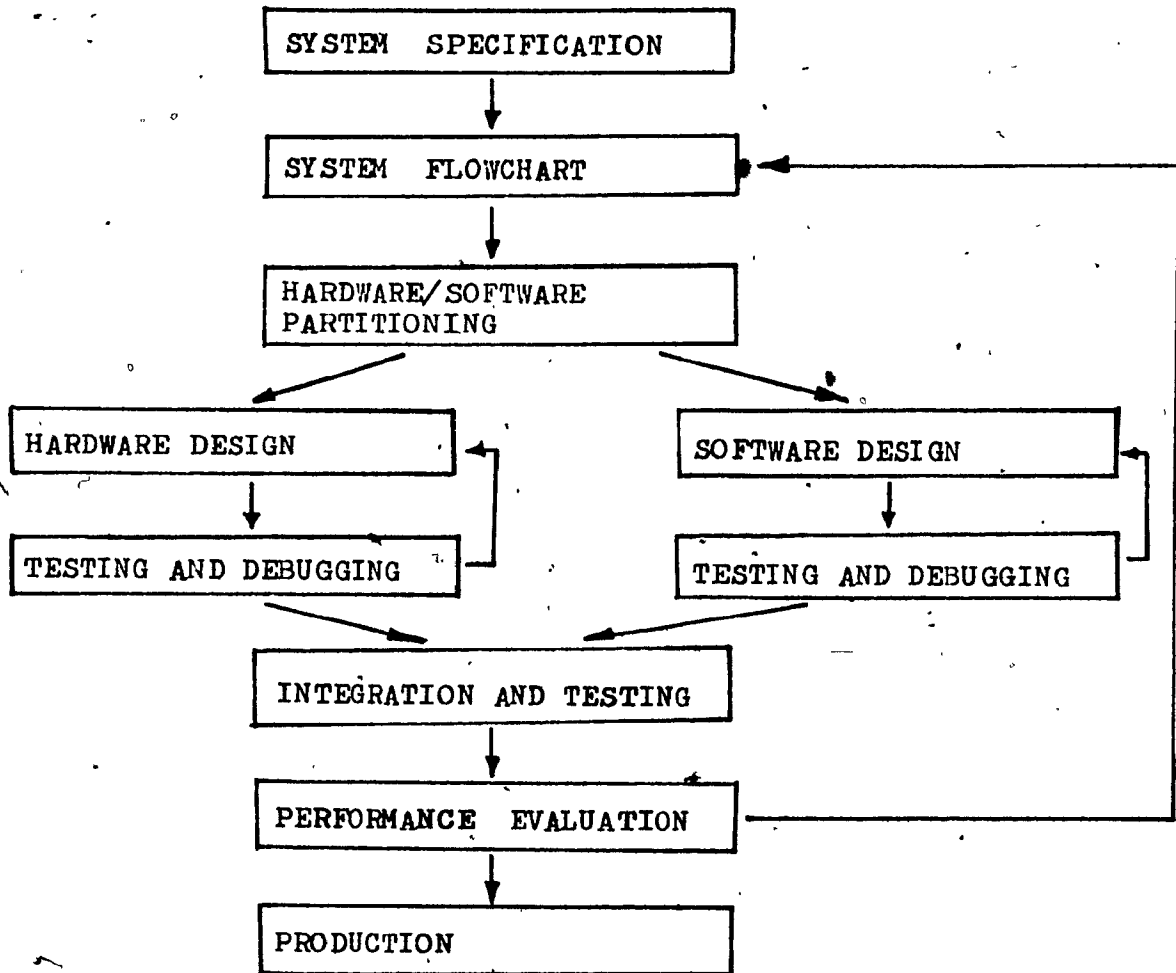 SYSTEM SPECIFICATION
SYSTEM FLOWCHART
HARDWARE/SOFTWARE
PARTITIONING
HARDWARE DESIGN
SOFTWARE DESIGN
TESTING AND DEBUGGING
TESTING AND DEBUGGING
INTEGRATION AND TESTING
PERFORMANCE EVALUATION
PRODUCTION